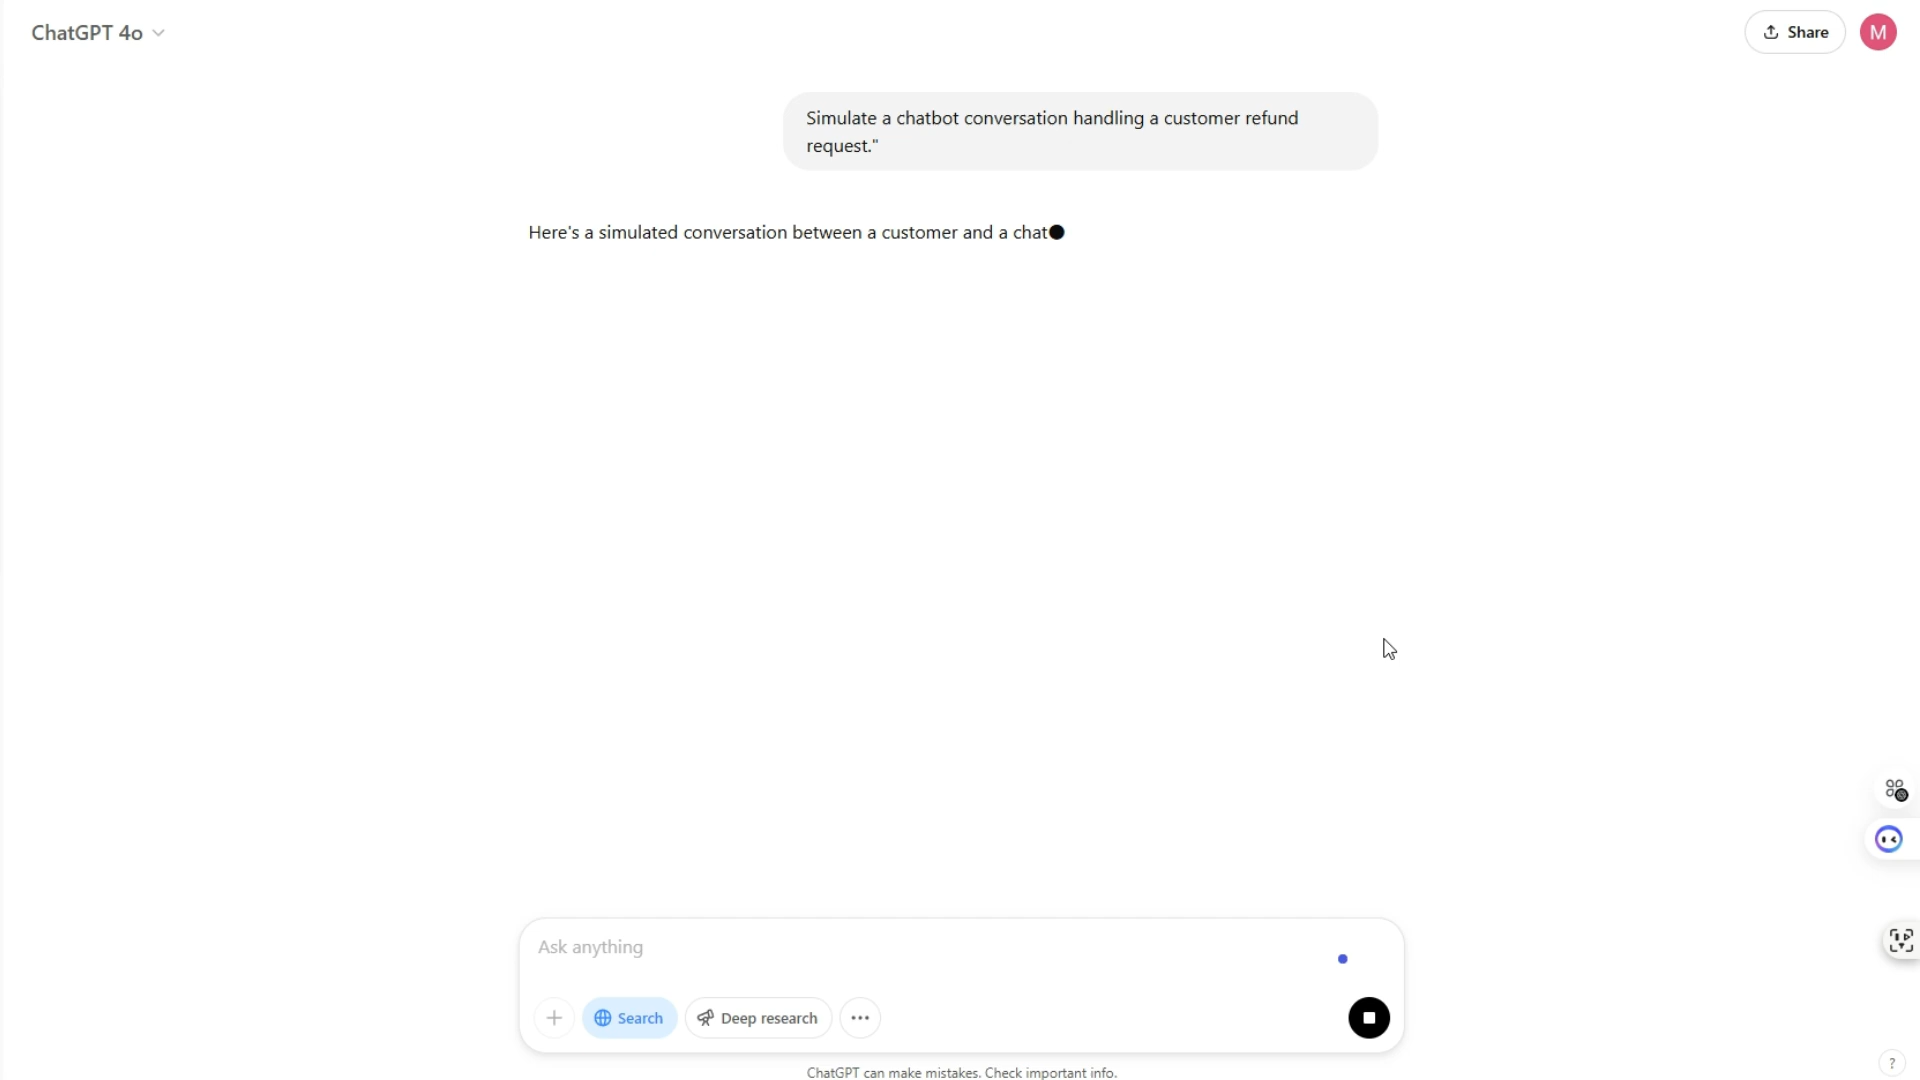 ChatGPT 4o
Share
M
Simulate a chatbot conversation handling a customer refund
request."
Here's a simulated conversation between a customer and a chat
Ask anything
Search
Deep research
ChatGPT can make mistakes. Check important info.
?